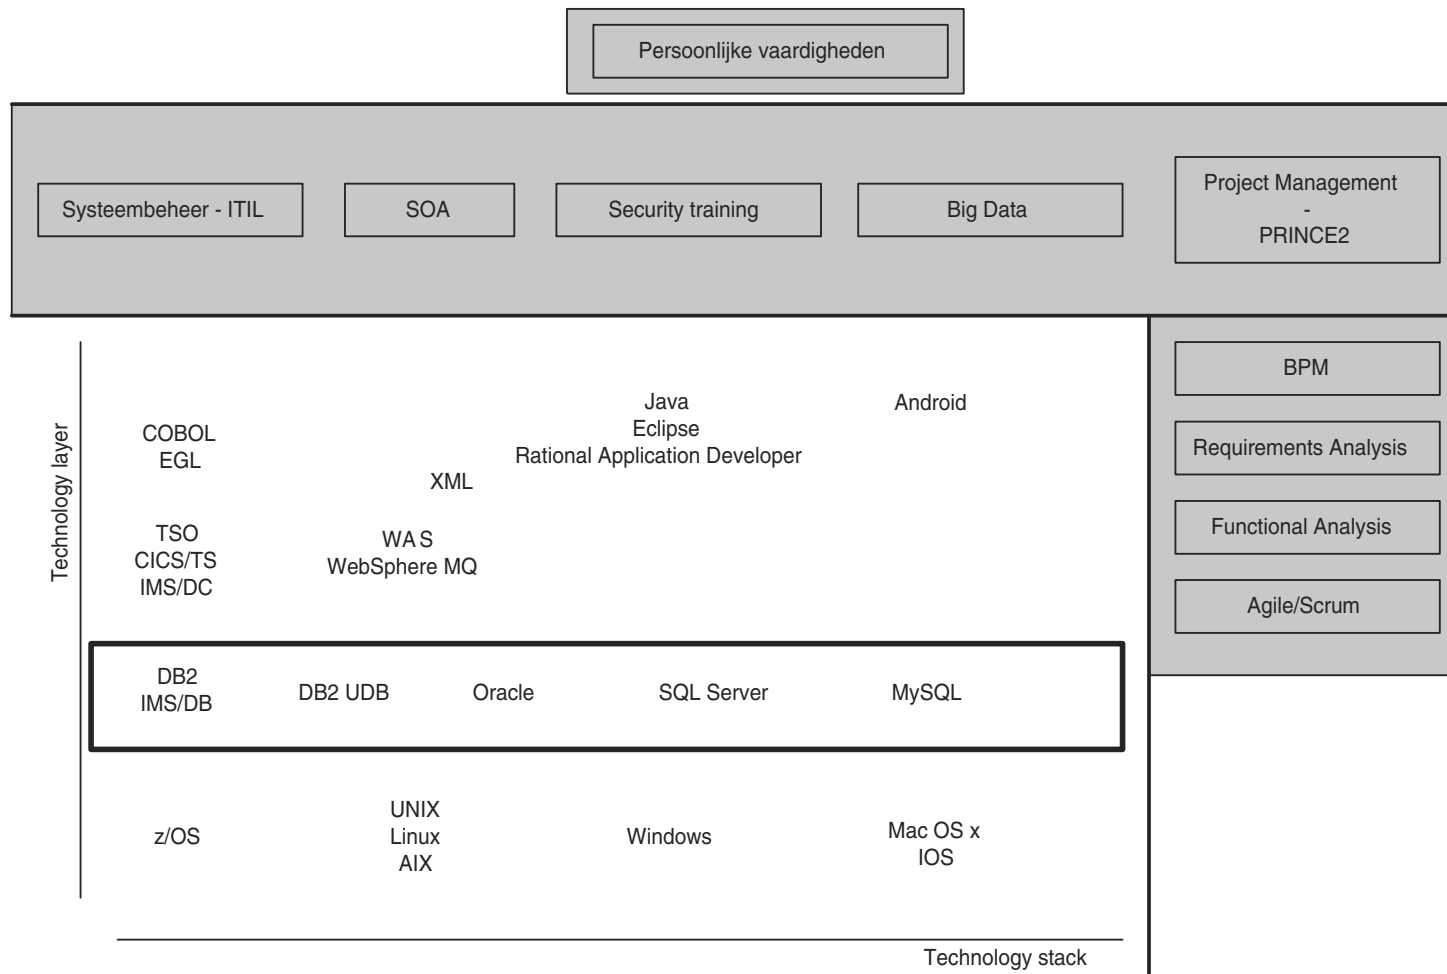 Persoonlijke vaardigheden
Systeembeheer - ITIL
SOA
Security training
Big Data
Project Management
-
PRINCE2
Technology layer
COBOL
EGL
XML
Java
Eclipse
Rational Application Developer
Android
TSO
CICS/TS
IMS/DC
WAS
WebSphere MQ
DB2
IMS/DB
DB2 UDB
Oracle
SQL Server
MySQL
z/OS
UNIX
Linux
AIX
Windows
Mac OS x
IOS
Technology stack
BPM
Requirements Analysis
Functional Analysis
Agile/Scrum